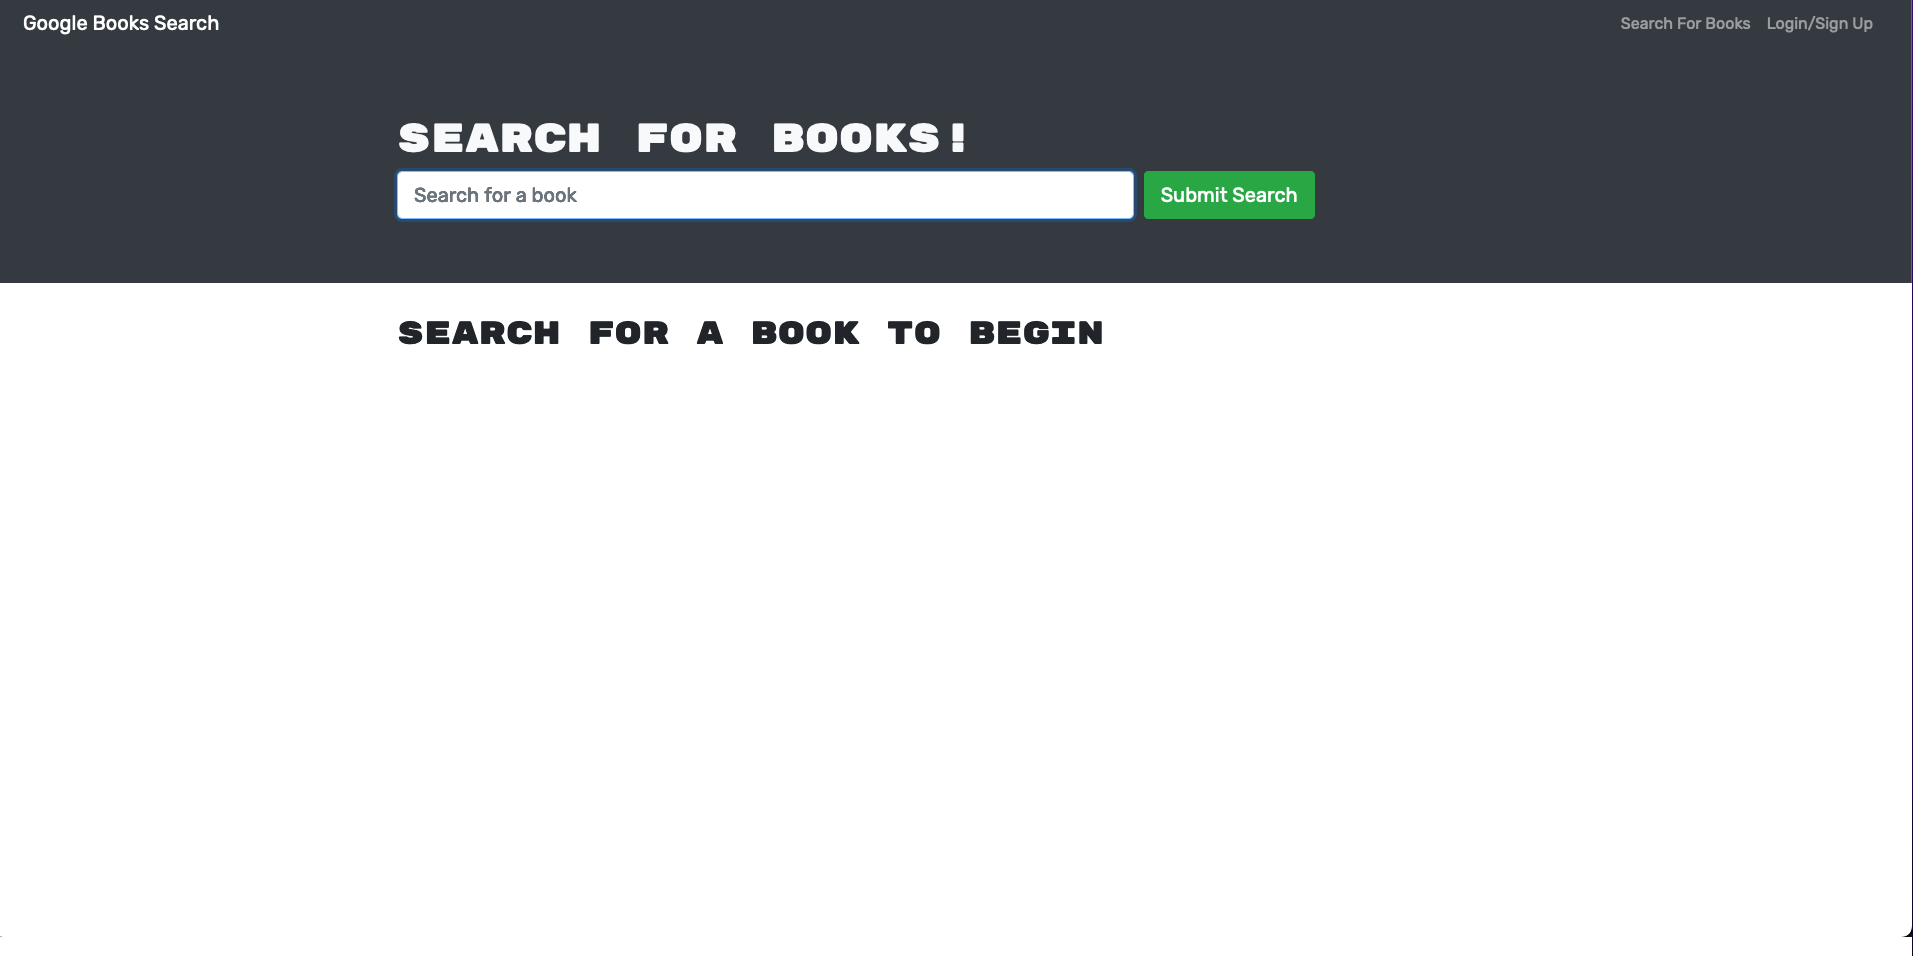 Google Books Search
Search For Books
Login/Sign Up
SEARCH FOR BOOKS!
Search for a book
Submit Search
SEARCH FOR A BOOK TO BEGIN